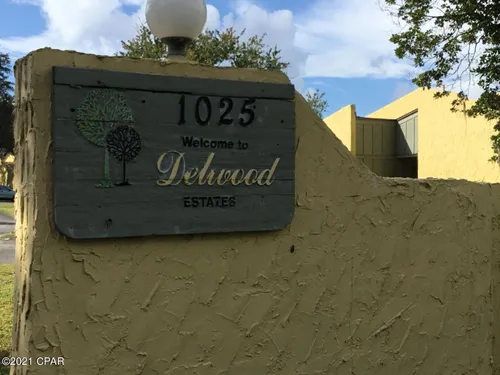 1025
Welcome to
Delwood
ESTATES
©2021 CPAR